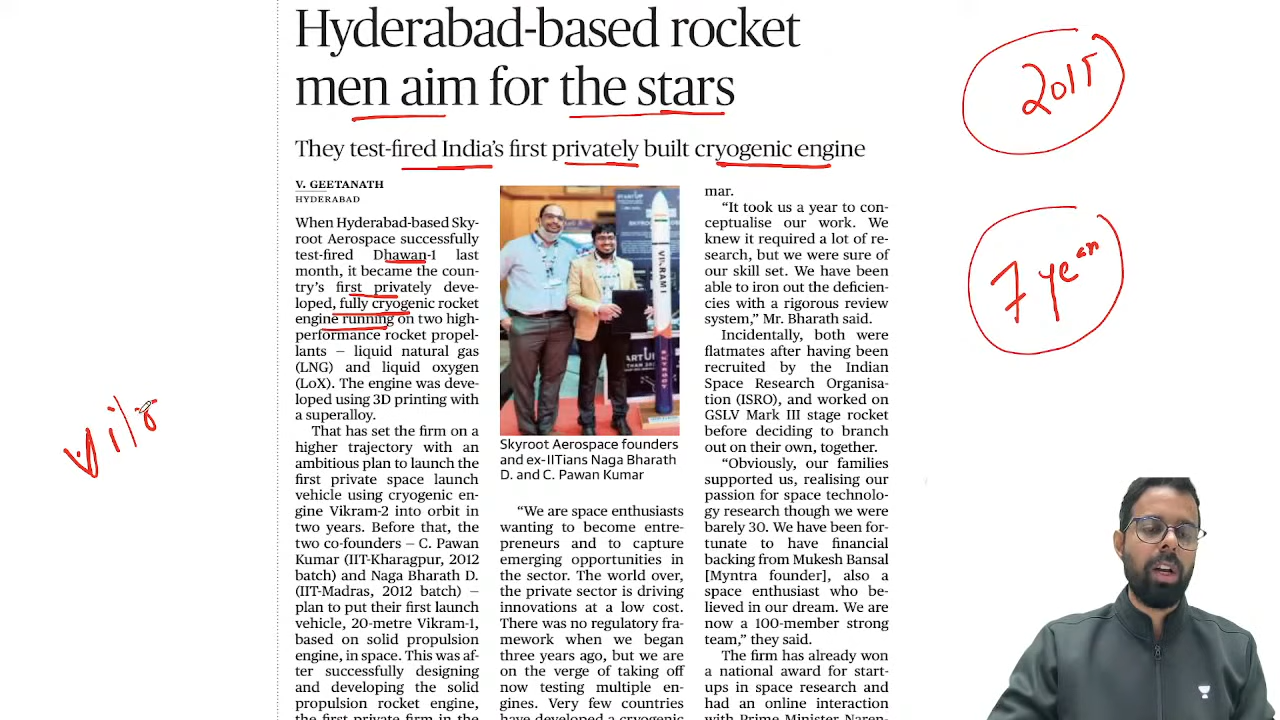 Hyderabad-based rocket
men aim for the stars
They test-fired India's first privately built cryogenic engine
V. GEETANATH
HYDERABAD
When Hyderabad-based Sky-
root Aerospace successfully
test-fired Dhawan-1 last
month, it became the coun-
try's first privately deve-
loped, fully cryogenic rocket
engine running on two high-
performance rocket propel-
lants – liquid natural gas
(LNG) and liquid oxygen
(LoX). The engine was deve-
loped using 3D printing with
a superalloy.
That has set the firm on a
higher trajectory with an
ambitious plan to launch the
first private space launch
vehicle using cryogenic en-
gine Vikram-2 into orbit in
two years. Before that, the
two co-founders – C. Pawan
Kumar (IIT-Kharagpur, 2012
batch) and Naga Bharath D.
(IIT-Madras, 2012 batch) –
plan to put their first launch
vehicle, 20-metre Vikram-1,
based on solid propulsion
engine, in space. This was af-
ter successfully designing
and developing the solid
propulsion rocket engine,
the first private firm in the
VIKRAM I
SKYROOT
Skyroot Aerospace founders
and ex-IITians Naga Bharath
D. and C. Pawan Kumar
"We are space enthusiasts
wanting to become entre-
preneurs and to capture
emerging opportunities in
the sector. The world over,
the private sector is driving
innovations at a low cost.
There was no regulatory fra-
mework when we began
three years ago, but we are
on the verge of taking off
now testing multiple en-
gines. Very few countries
have developed a cryogenic
mar.
"It took us a year to con-
ceptualise our work. We
knew it required a lot of re-
search, but we were sure of
our skill set. We have been
able to iron out the deficien-
cies with a rigorous review
system," Mr. Bharath said.
Incidentally, both were
flatmates after having been
recruited by the Indian
Space Research Organisa-
tion (ISRO), and worked on
GSLV Mark III stage rocket
before deciding to branch
out on their own, together.
"Obviously, our families
supported us, realising our
passion for space technolo-
gy research though we were
barely 30. We have been for-
tunate to have financial
backing from Mukesh Bansal
[Myntra founder], also a
space enthusiast who be-
lieved in our dream. We are
now a 100-member strong
team," they said.
The firm has already won
a national award for start-
ups in space research and
had an online interaction
with Prime Minister Naren-
2015
7 year